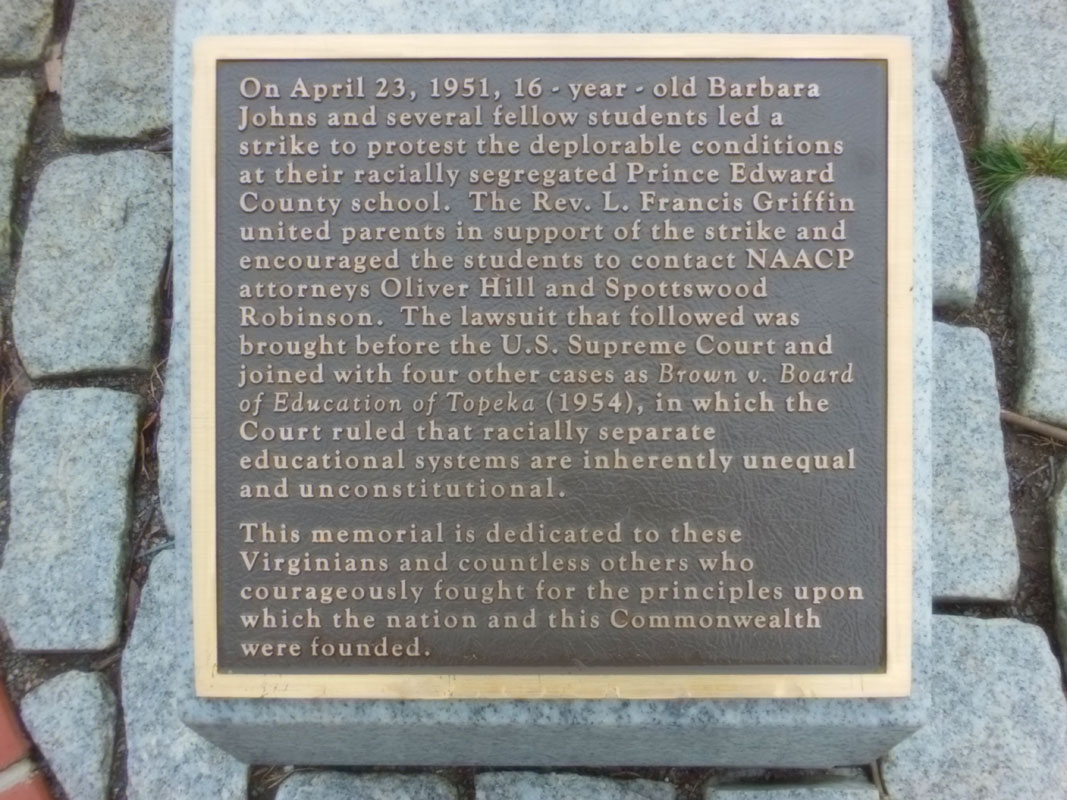 On April 23, 1951, 16 - year - old Barbara
Johns and several fellow students led a
strike to protest the deplorable conditions
at their racially segregated Prince Edward
County school. The Rev. L. Francis Griffin
united parents in support of the strike and
encouraged the students to contact NAACP
attorneys Oliver Hill and Spottswood
Robinson. The lawsuit that followed was
brought before the U.S. Supreme Court and
joined with four other cases as Brown v. Board
of Education of Topeka (1954), in which the
Court ruled that racially separate
educational systems are inherently unequal
and unconstitutional.
This memorial is dedicated to these
Virginians and countless others who
courageously fought for the principles upon
which the nation and this Commonwealth
were founded.